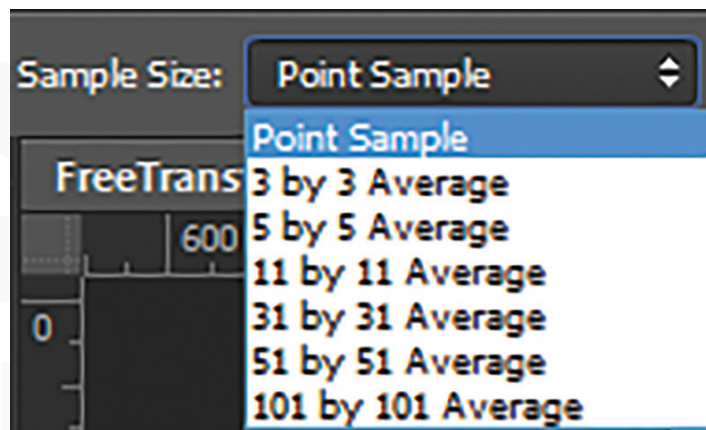 Sample Size: Point Sample
Point Sample
FreeTrans
3 by 3 Average
600
5 by 5 Average
11 by 11 Average
0
31 by 31 Average
51 by 51 Average
101 by 101 Average